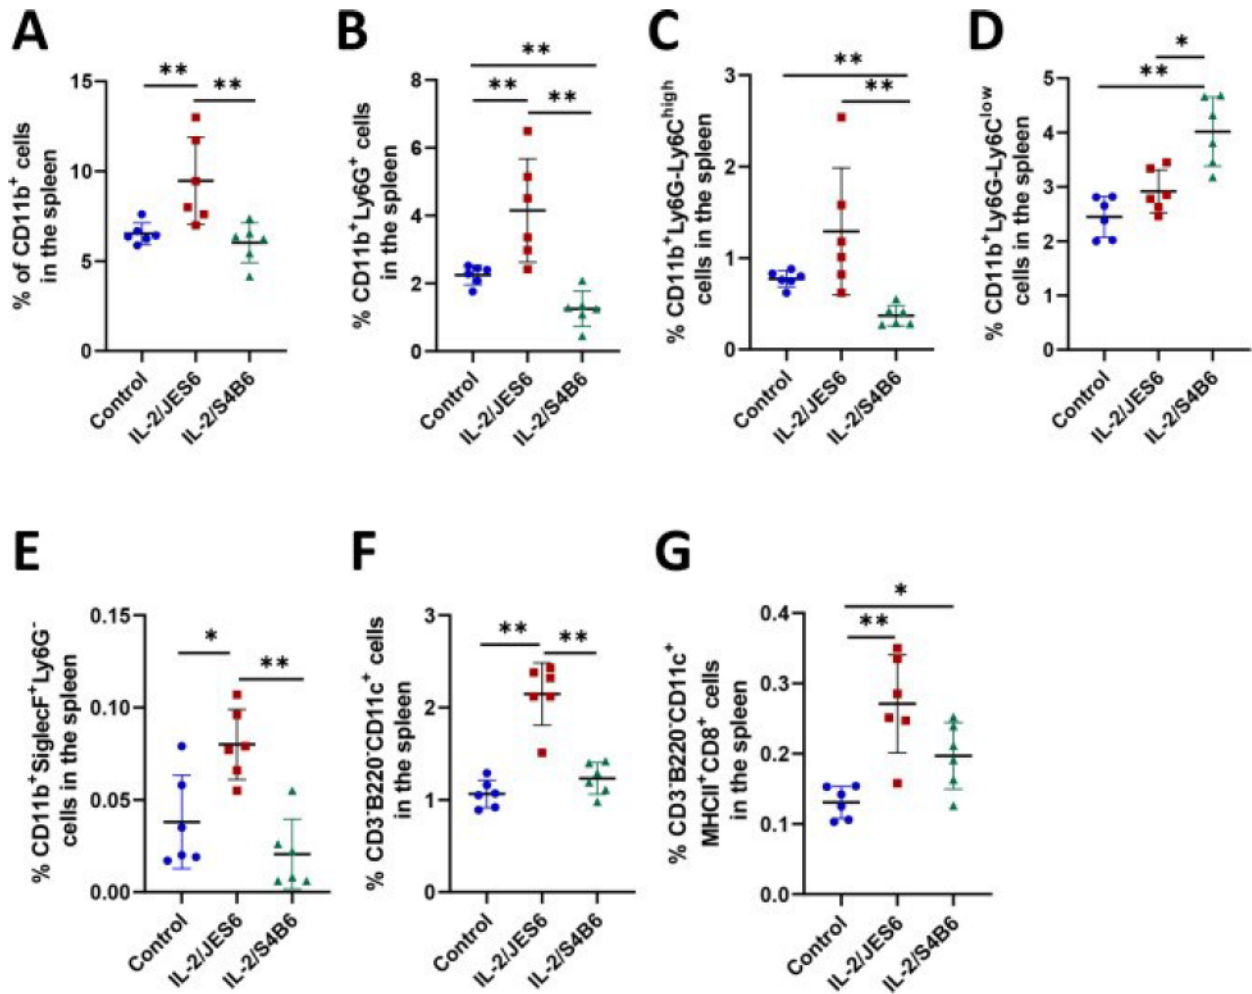 A
% of CD11b⁺ cells
in the spleen
15
10
5
0
**
**
Control
IL-2/JES6
IL-2/S4B6
B
% CD11b⁺Ly6G⁺ cells
in the spleen
8
6
4
2
0
**
**
**
Control
IL-2/JES6
IL-2/S4B6
C
% CD11b⁺Ly6G-Ly6Cʰⁱᵍʰ
cells in the spleen
3
2
1
0
**
**
Control
IL-2/JES6
IL-2/S4B6
D
% CD11b⁺Ly6G-Ly6Cˡᵒʷ
cells in the spleen
5
4
3
2
1
0
*
**
Control
IL-2/JES6
IL-2/S4B6
E
% CD11b⁺SiglecF⁺Ly6G⁻
cells in the spleen
0.15
0.10
0.05
0.00
*
**
Control
IL-2/JES6
IL-2/S4B6
F
% CD3⁻B220⁻CD11c⁺ cells
in the spleen
3
2
1
0
**
**
Control
IL-2/JES6
IL-2/S4B6
G
% CD3⁻B220⁻CD11c⁺
MHCII⁺CD8⁺ cells
in the spleen
0.4
0.3
0.2
0.1
0.0
*
**
Control
IL-2/JES6
IL-2/S4B6